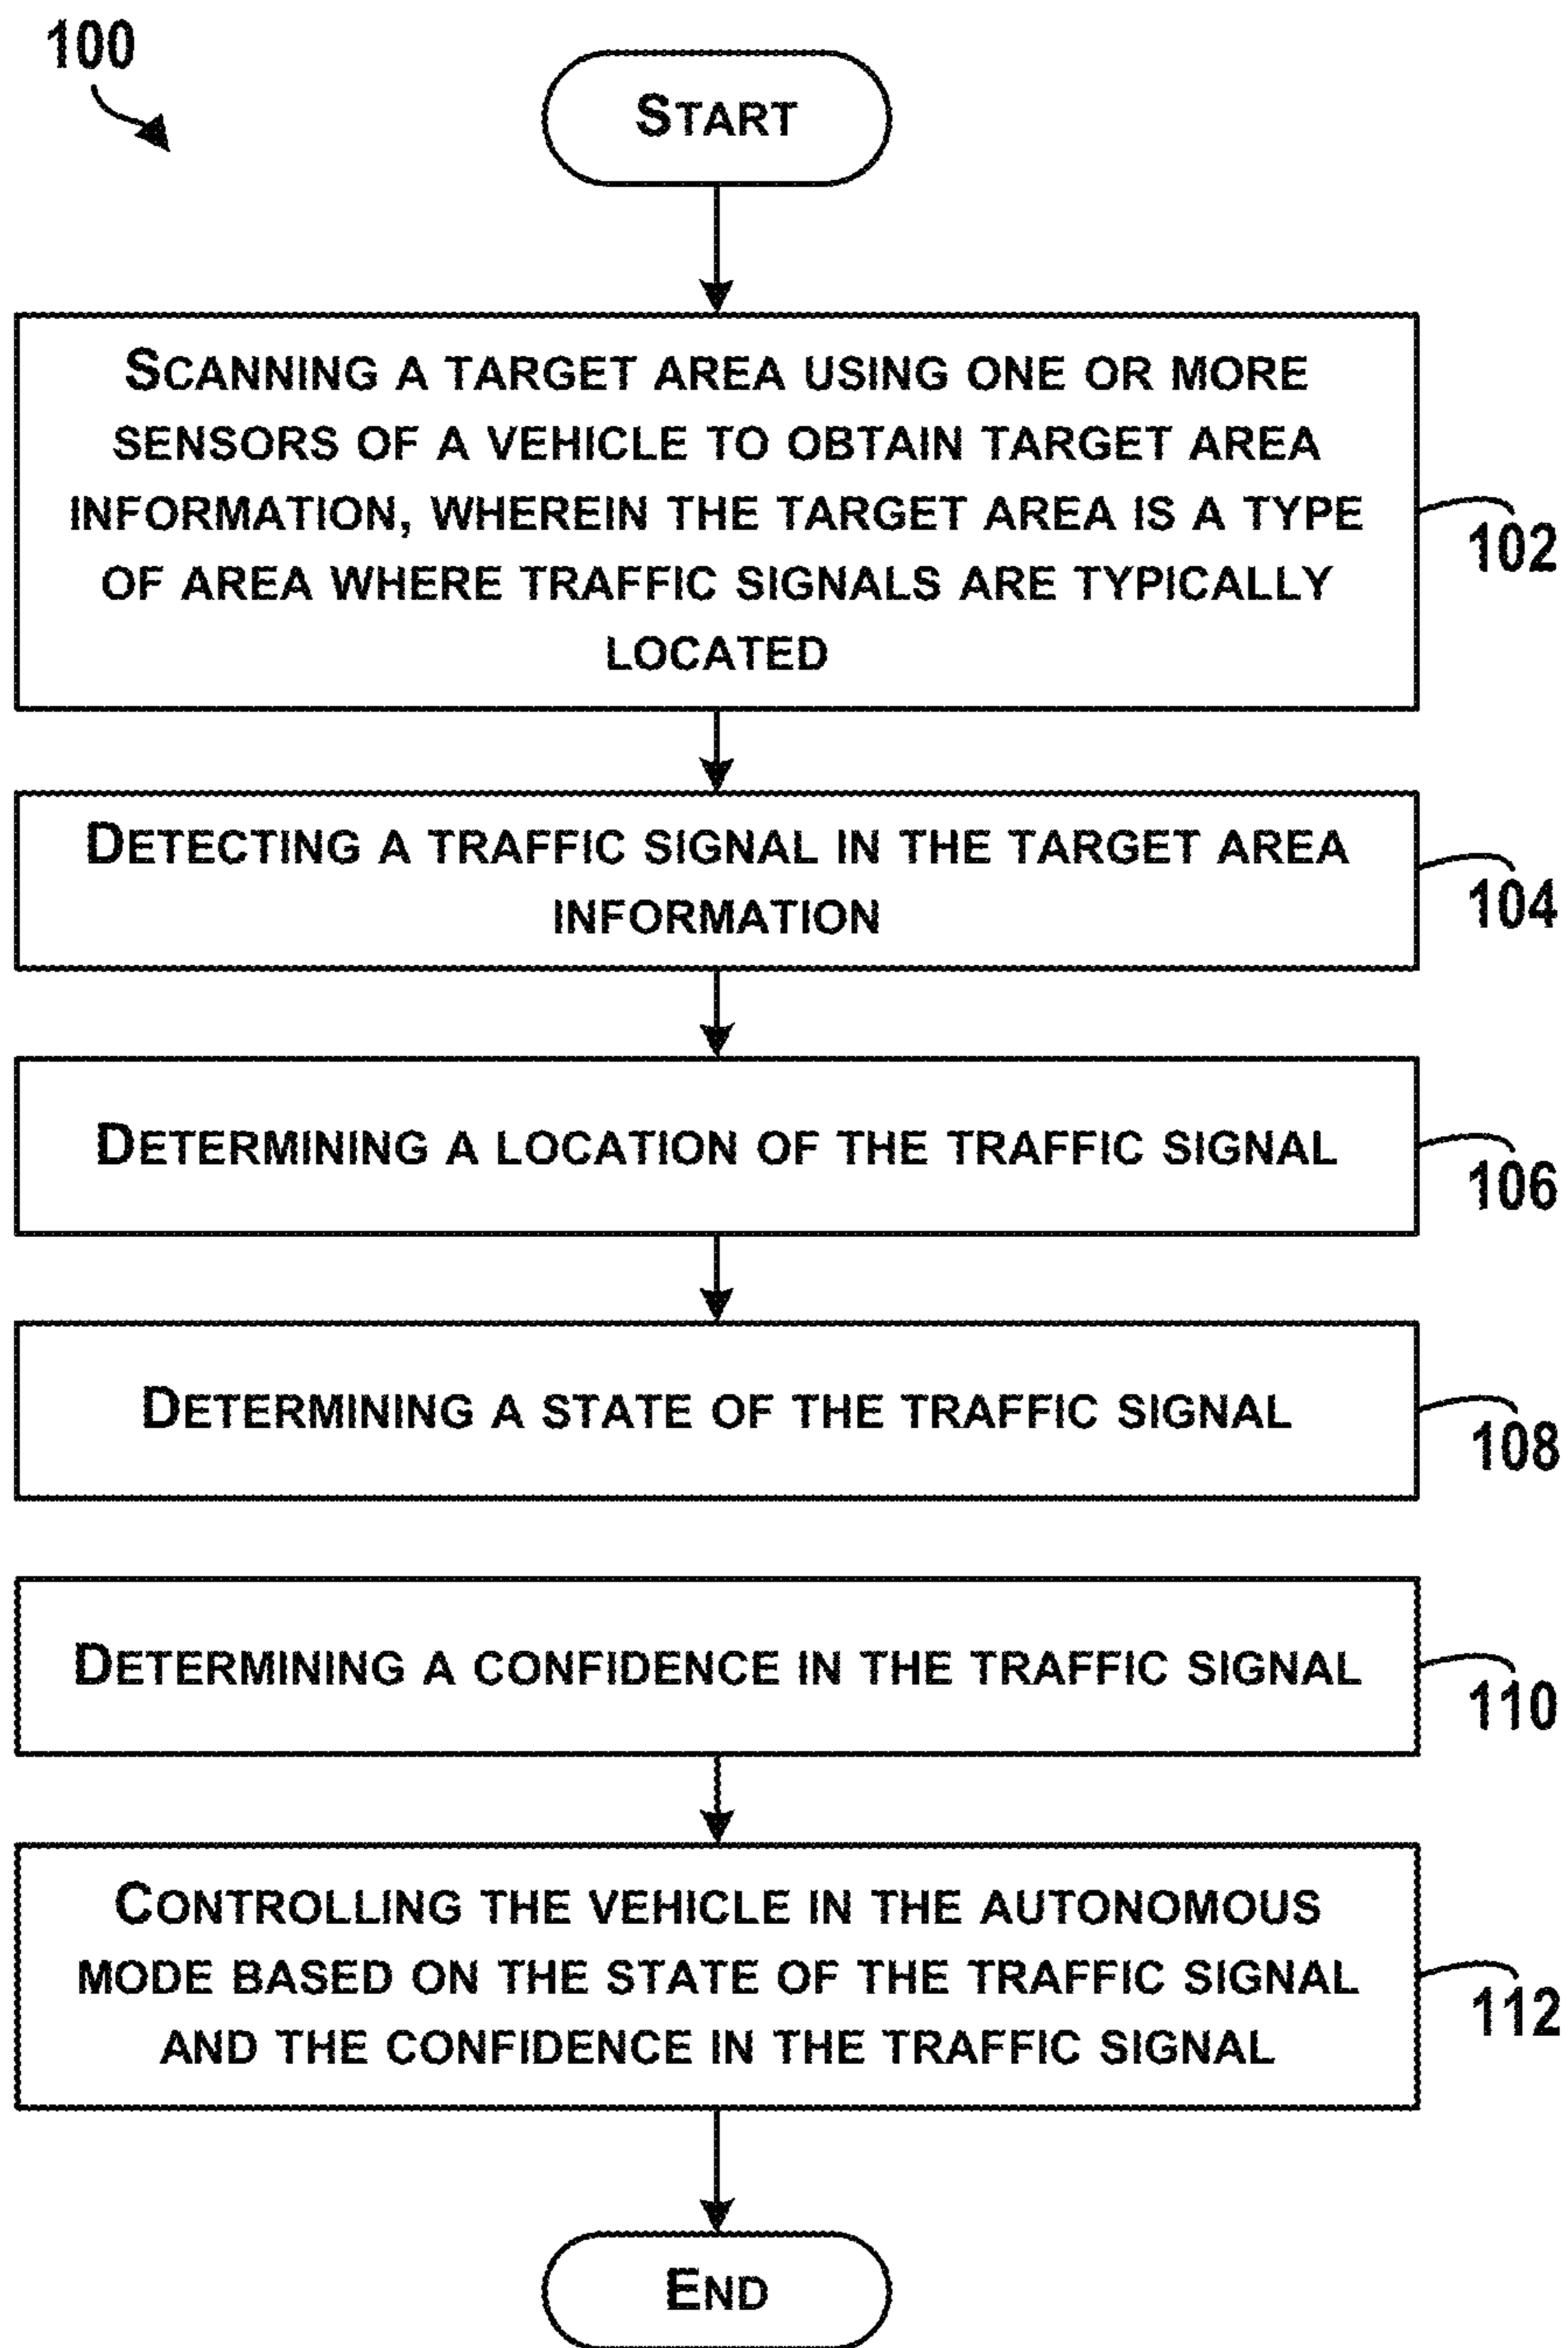 100
START
SCANNING A TARGET AREA USING ONE OR MORE
SENSORS OF A VEHICLE TO OBTAIN TARGET AREA
INFORMATION, WHEREIN THE TARGET AREA IS A TYPE
OF AREA WHERE TRAFFIC SIGNALS ARE TYPICALLY
LOCATED
102
DETECTING A TRAFFIC SIGNAL IN THE TARGET AREA
INFORMATION
104
DETERMINING A LOCATION OF THE TRAFFIC SIGNAL
106
DETERMINING A STATE OF THE TRAFFIC SIGNAL
108
DETERMINING A CONFIDENCE IN THE TRAFFIC SIGNAL
110
CONTROLLING THE VEHICLE IN THE AUTONOMOUS
MODE BASED ON THE STATE OF THE TRAFFIC SIGNAL
AND THE CONFIDENCE IN THE TRAFFIC SIGNAL
112
END